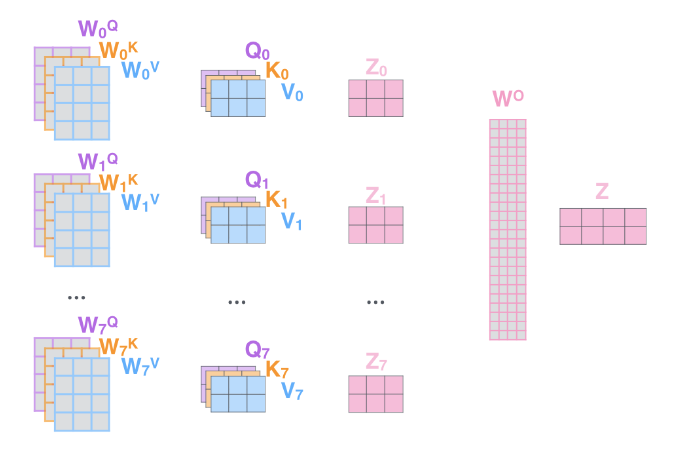 W₀Q
W₀K
W₀V
Q₀
K₀
V₀
Z₀
Wᴼ
W₁Q
W₁K
W₁V
Q₁
K₁
V₁
Z₁
Z
...
...
...
W₇Q
W₇K
W₇V
Q₇
K₇
V₇
Z₇